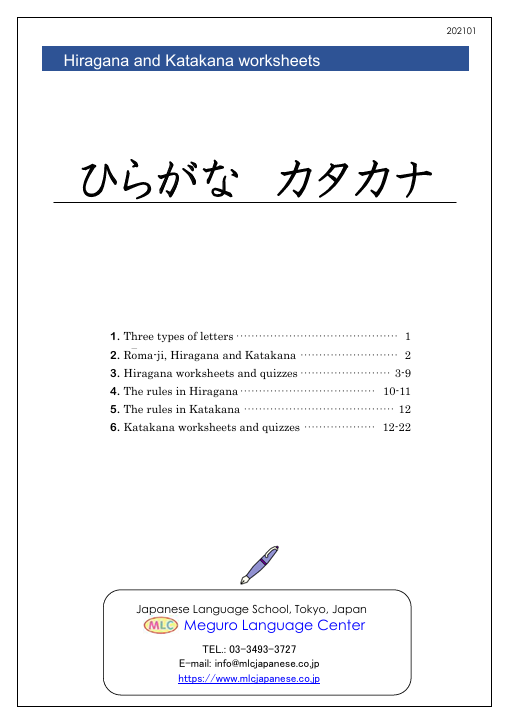 202101
Hiragana and Katakana worksheets
ひらがな　カタカナ
1. Three types of letters ············································ 1
2. Rōma-ji, Hiragana and Katakana ·························· 2
3. Hiragana worksheets and quizzes ························ 3-9
4. The rules in Hiragana ···································· 10-11
5. The rules in Katakana ········································ 12
6. Katakana worksheets and quizzes ··················· 12-22
Japanese Language School, Tokyo, Japan
MLC Meguro Language Center
TEL.: 03-3493-3727
E-mail: info@mlcjapanese.co.jp
https://www.mlcjapanese.co.jp